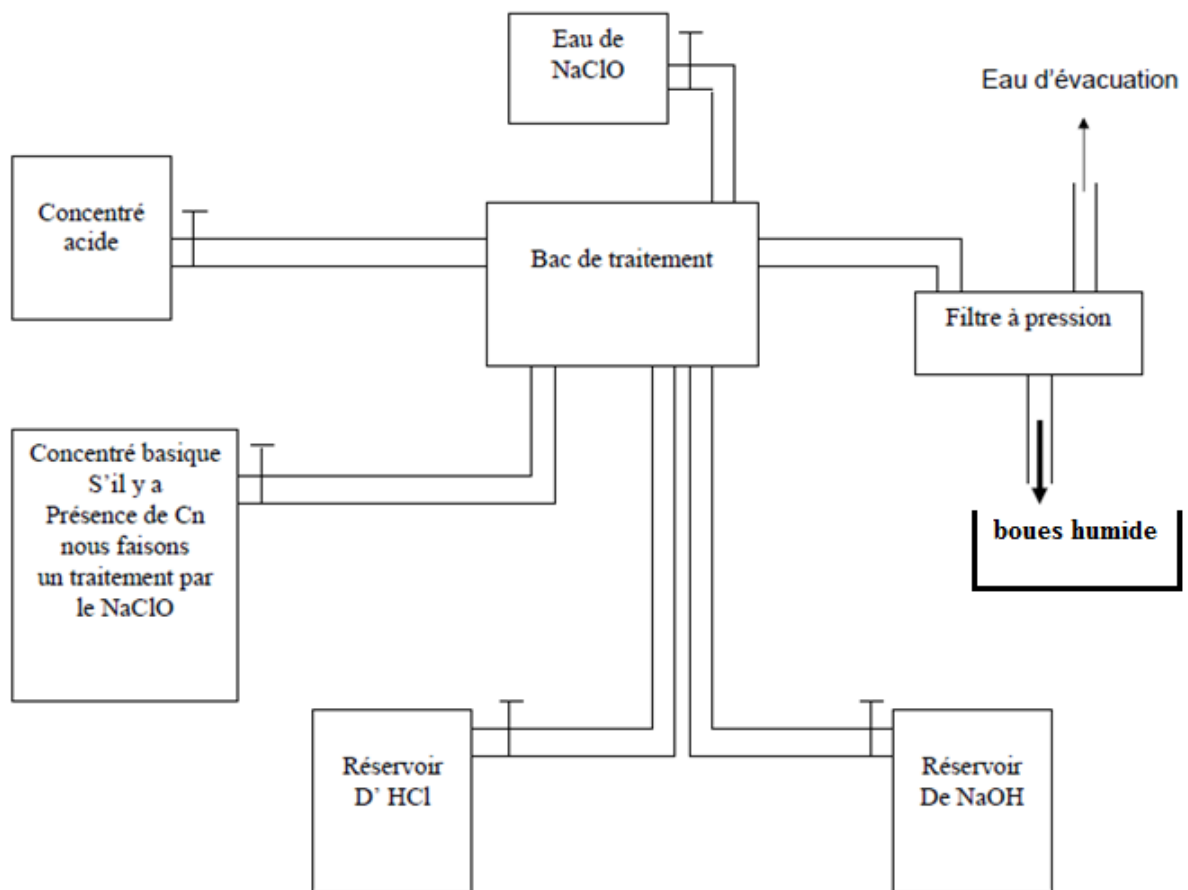 Eau de
NaClO
Eau d'évacuation
Concentré
acide
Bac de traitement
Filtre à pression
Concentré basique
S'il y a
Présence de Cn
nous faisons
un traitement par
le NaClO
boues humide
Réservoir
D' HCl
Réservoir
De NaOH